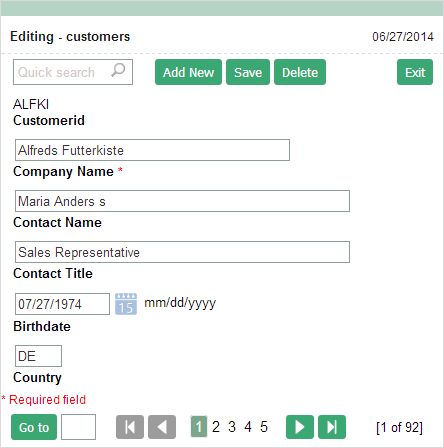 Editing - customers 06/27/2014
Quick search Add New Save Delete Exit
ALFKI
Customerid
Alfreds Futterkiste
Company Name *
Maria Anders s
Contact Name
Sales Representative
Contact Title
07/27/1974 15 mm/dd/yyyy
Birthdate
DE
Country
* Required field
Go to 1 2 3 4 5 [1 of 92]